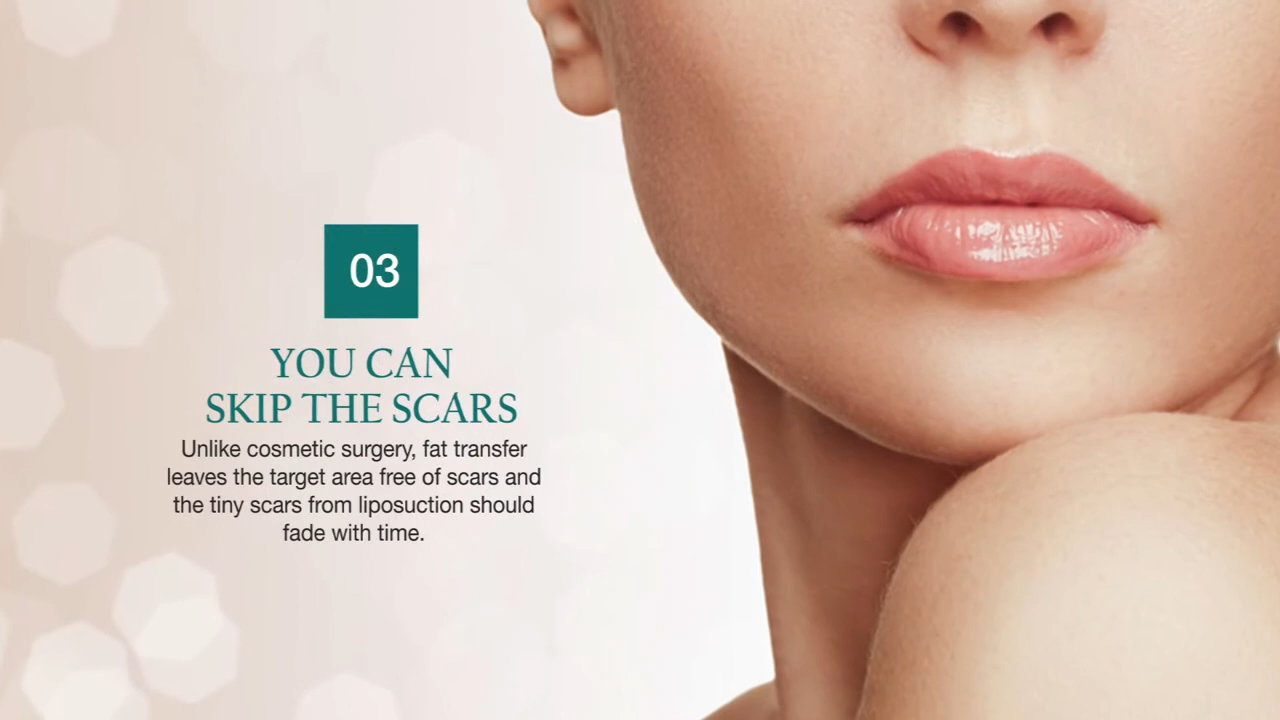 03
YOU CAN
SKIP THE SCARS
Unlike cosmetic surgery, fat transfer
leaves the target area free of scars and
the tiny scars from liposuction should
fade with time.